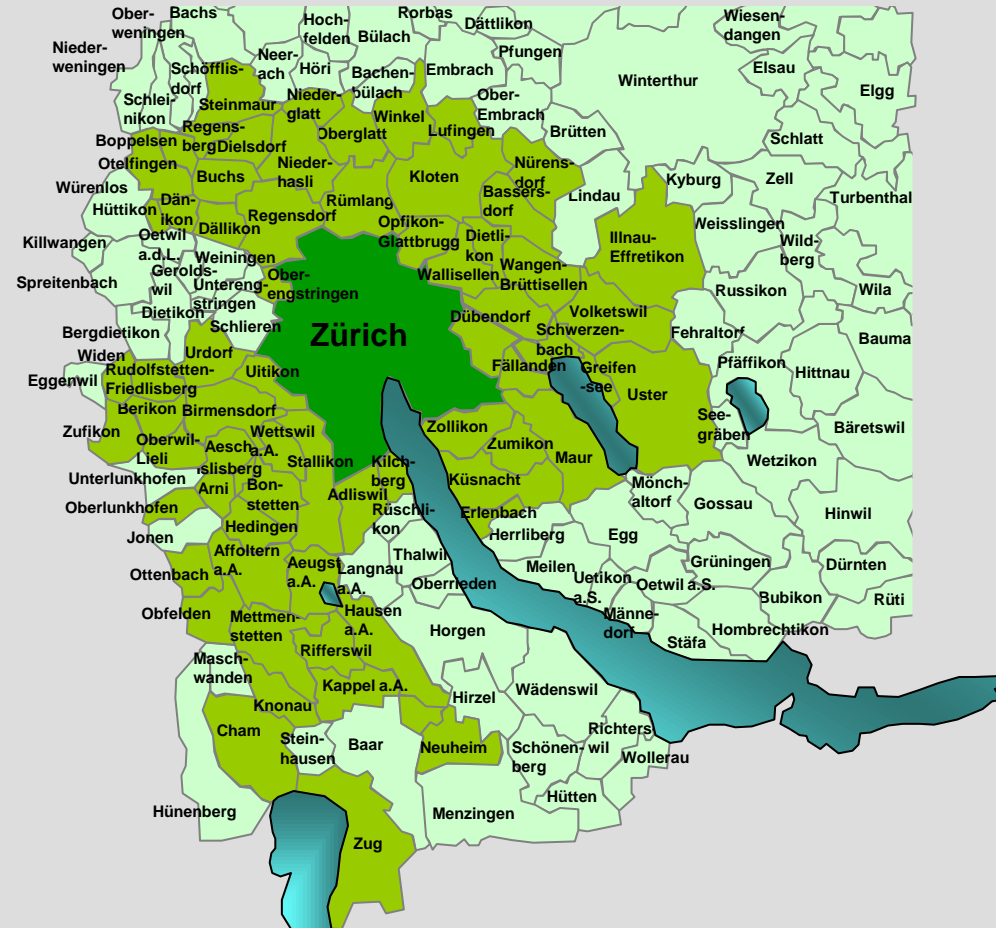 Ober-
weningen
Bachs
Hoch-
felden
Rorbas
Bülach
Dättlikon
Wiesen-
dangen
Nieder-
weningen
Neer-
ach
Höri
Pfungen
Schöfflis-
dorf
Bachen-
bülach
Embrach
Winterthur
Elsau
Elgg
Schlei-
nikon
Steinmaur
Nieder-
glatt
Winkel
Ober-
Embrach
Regens-
berg
Dielsdorf
Oberglatt
Lufingen
Brütten
Schlatt
Boppelsen
Otelfingen
Buchs
Nieder-
hasli
Kloten
Nürens-
dorf
Bassers-
dorf
Lindau
Kyburg
Zell
Turbenthal
Würenlos
Hüttikon
Dän-
ikon
Dällikon
Regensdorf
Rümlang
Opfikon-
Glattbrugg
Dietli-
kon
Illnau-
Effretikon
Weisslingen
Wild-
berg
Killwangen
Oetwil
a.d.L.
Weiningen
Wallisellen
Wangen-
Brüttisellen
Spreitenbach
Gerolds-
wil
Untereng-
stringen
Ober-
engstringen
Russikon
Wila
Dietikon
Schlieren
Zürich
Dübendorf
Volketswil
Schwerzen-
bach
Fehraltorf
Bauma
Bergdietikon
Widen
Urdorf
Uitikon
Fällanden
Greifen
-see
Pfäffikon
Hittnau
Eggenwil
Rudolfstetten-
Friedlisberg
Uster
Berikon
Birmensdorf
Zollikon
See-
gräben
Bäretswil
Zufikon
Oberwil-
Lieli
Aesch
Wettswil
a.A.
Stallikon
Kilch-
berg
Zumikon
Maur
Wetzikon
Unterlunkhofen
Islisberg
Arni
Bon-
stetten
Adliswil
Küsnacht
Mönch-
altorf
Gossau
Hinwil
Oberlunkhofen
Hedingen
Rüschli-
kon
Erlenbach
Herrliberg
Egg
Jonen
Affoltern
a.A.
Aeugst
a.A.
Langnau
a.A.
Thalwil
Oberrieden
Meilen
Uetikon
a.S.
Oetwil a.S.
Grüningen
Dürnten
Ottenbach
Bubikon
Rüti
Obfelden
Mettmen-
stetten
Hausen
a.A.
Horgen
Männe-
dorf
Stäfa
Hombrechtikon
Rifferswil
Masch-
wanden
Kappel a.A.
Hirzel
Wädenswil
Knonau
Cham
Stein-
hausen
Baar
Neuheim
Schönen-
berg
Richters
wil
Wollerau
Hünenberg
Menzingen
Hütten
Zug